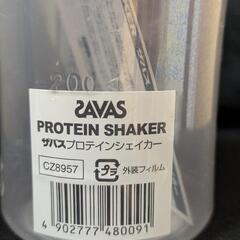 200
SAVAS
PROTEIN SHAKER
ザバスプロテインシェイカー
CZ8957
プラ
外装フィルム
4 902777 480091